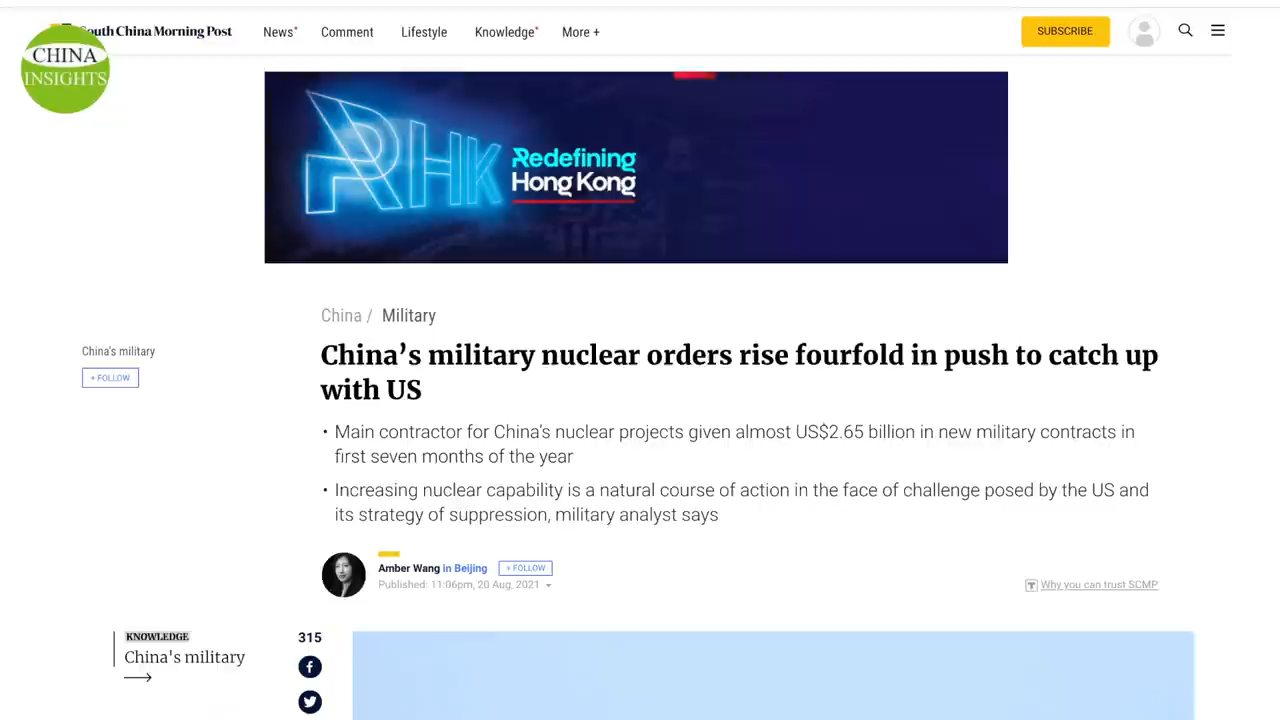 South China Morning Post
News*
Comment
Lifestyle
Knowledge*
More +
SUBSCRIBE
CHINA
INSIGHTS
RHK
Redefining
Hong Kong
China / Military
China's military
+ FOLLOW
China’s military nuclear orders rise fourfold in push to catch up
with US
• Main contractor for China’s nuclear projects given almost US$2.65 billion in new military contracts in
first seven months of the year
• Increasing nuclear capability is a natural course of action in the face of challenge posed by the US and
its strategy of suppression, military analyst says
Amber Wang in Beijing
+ FOLLOW
Published: 11:06pm, 20 Aug, 2021
Why you can trust SCMP
KNOWLEDGE
China's military
315